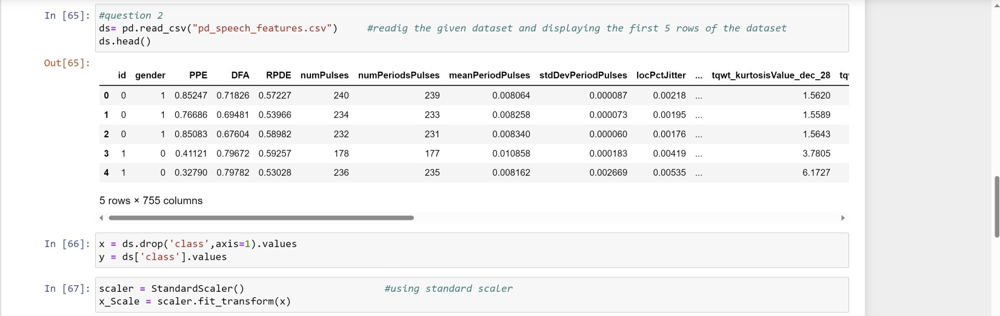 In [65]: #question 2
ds= pd.read_csv("pd_speech_features.csv") #readig the given dataset and displaying the first 5 rows of the dataset
ds.head()
Out[65]:
id gender PPE DFA RPDE numPulses numPeriodsPulses meanPeriodPulses stdDevPeriodPulses locPctJitter ... tqwt_kurtosisValue_dec_28 tq
0 0 1 0.85247 0.71826 0.57227 240 239 0.008064 0.000087 0.00218 ... 1.5620
1 0 1 0.76686 0.69481 0.53966 234 233 0.008258 0.000073 0.00195 ... 1.5589
2 0 1 0.85083 0.67604 0.58982 232 231 0.008340 0.000060 0.00176 ... 1.5643
3 1 0 0.41121 0.79672 0.59257 178 177 0.010858 0.000183 0.00419 ... 3.7805
4 1 0 0.32790 0.79782 0.53028 236 235 0.008162 0.002669 0.00535 ... 6.1727
5 rows × 755 columns
In [66]: x = ds.drop('class',axis=1).values
y = ds['class'].values
In [67]: scaler = StandardScaler() #using standard scaler
x_Scale = scaler.fit_transform(x)